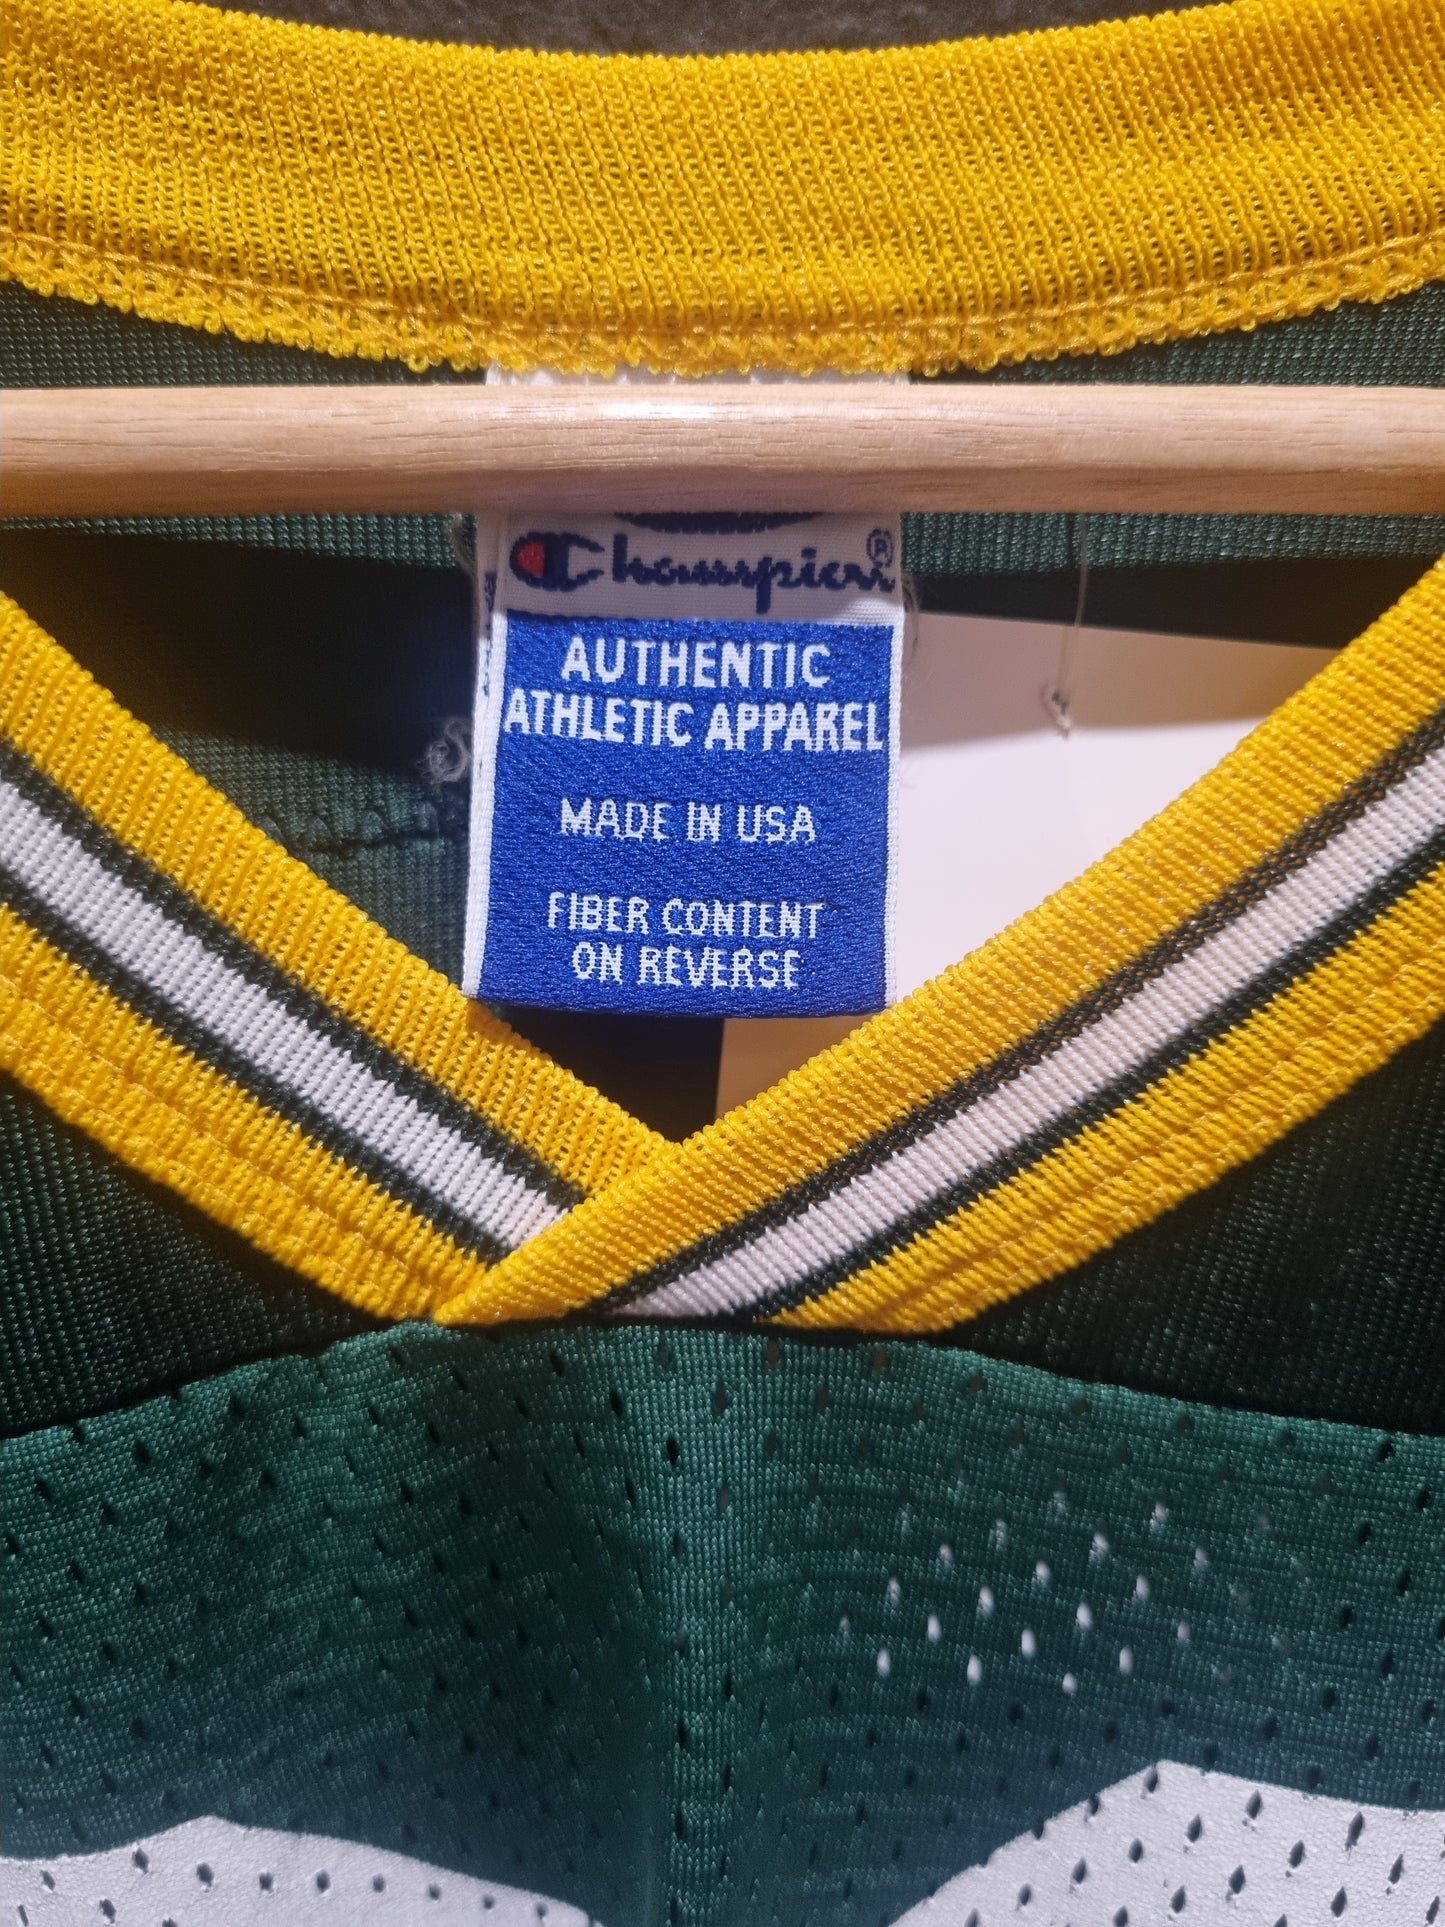 Champion®
AUTHENTIC
ATHLETIC APPAREL
MADE IN USA
FIBER CONTENT
ON REVERSE